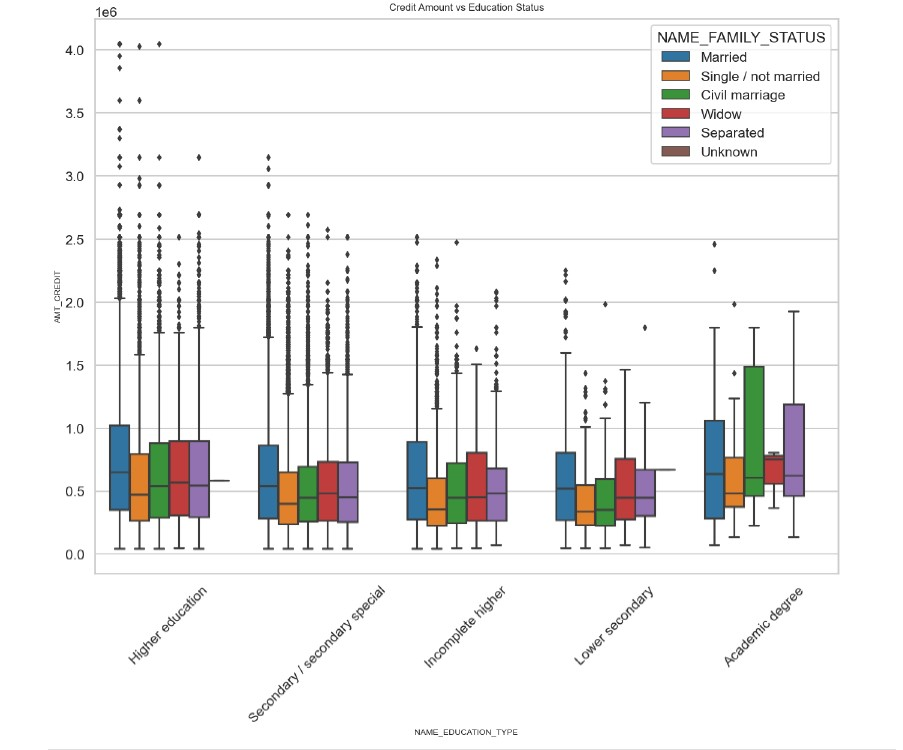 Credit Amount vs Education Status
1e6
4.0
3.5
3.0
2.5
2.0
1.5
1.0
0.5
0.0
AMT_CREDIT
NAME_FAMILY_STATUS
Married
Single / not married
Civil marriage
Widow
Separated
Unknown
Higher education
Secondary / secondary special
Incomplete higher
Lower secondary
Academic degree
NAME_EDUCATION_TYPE